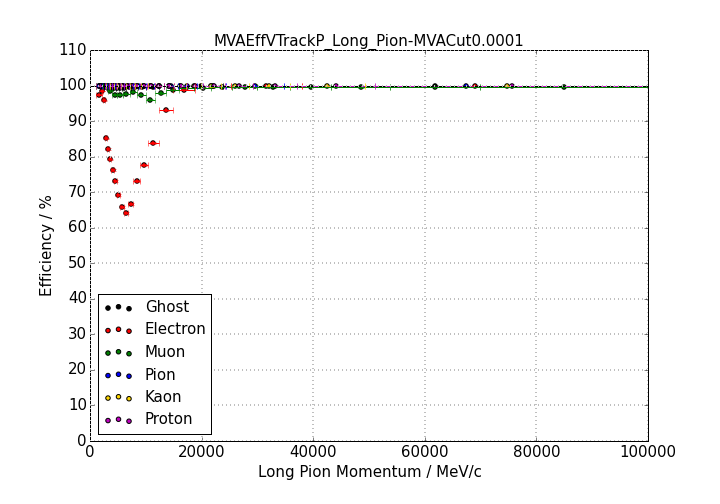 MVAEffVTrackP_Long_Pion-MVACut0.0001
110
100
90
80
70
60
50
40
30
20
10
0
Efficiency / %
Ghost
Electron
Muon
Pion
Kaon
Proton
0 20000 40000 60000 80000 100000
Long Pion Momentum / MeV/c